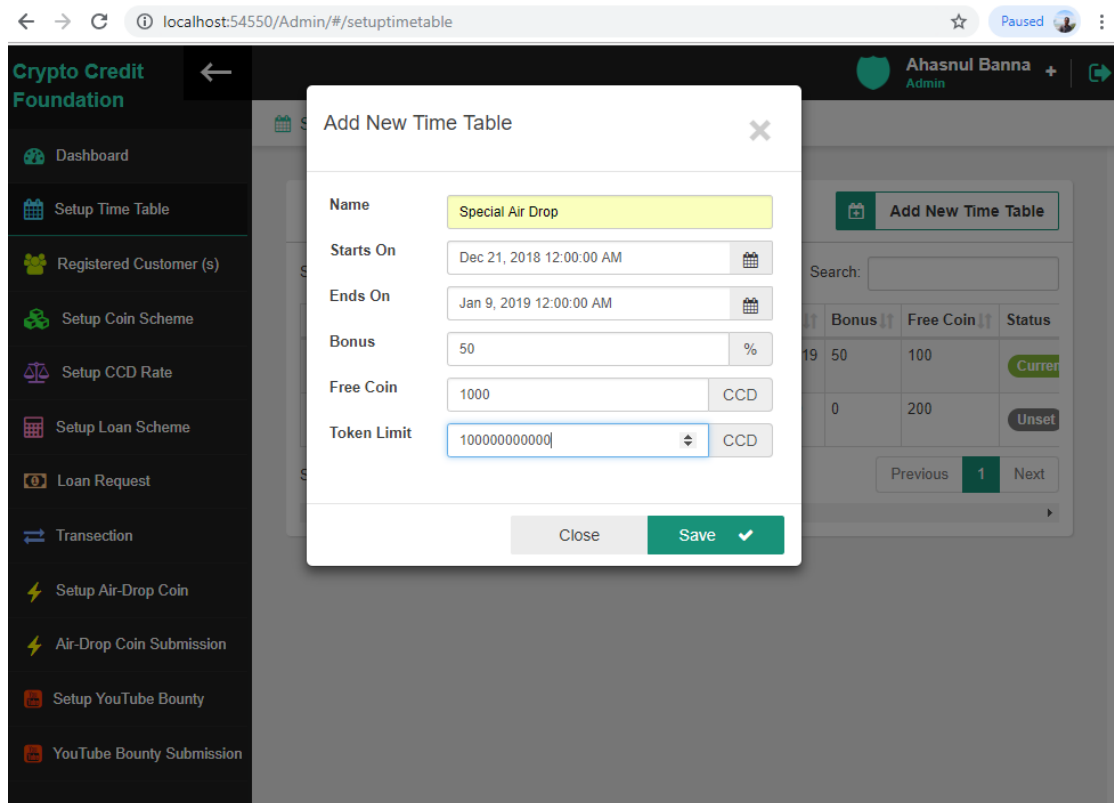 localhost:54550/Admin/#/setuptimetable
Paused
Crypto Credit
Foundation
Ahasnul Banna +
Admin
Dashboard
Setup Time Table
Registered Customer (s)
Setup Coin Scheme
Setup CCD Rate
Setup Loan Scheme
Loan Request
Transection
Setup Air-Drop Coin
Air-Drop Coin Submission
Setup YouTube Bounty
YouTube Bounty Submission
Add New Time Table
Name
Special Air Drop
Starts On
Dec 21, 2018 12:00:00 AM
Ends On
Jan 9, 2019 12:00:00 AM
Bonus
50 %
Free Coin
1000 CCD
Token Limit
100000000000 CCD
Close
Save
Add New Time Table
Search:
Bonus Free Coin Status
19 50 100 Curren
0 200 Unset
Previous 1 Next